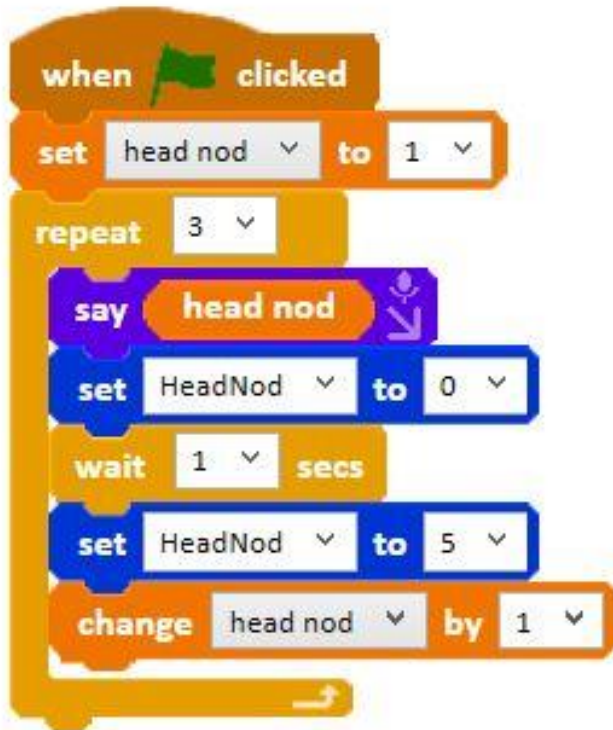 when clicked
set head nod to 1
repeat 3
say head nod
set HeadNod to 0
wait 1 secs
set HeadNod to 5
change head nod by 1